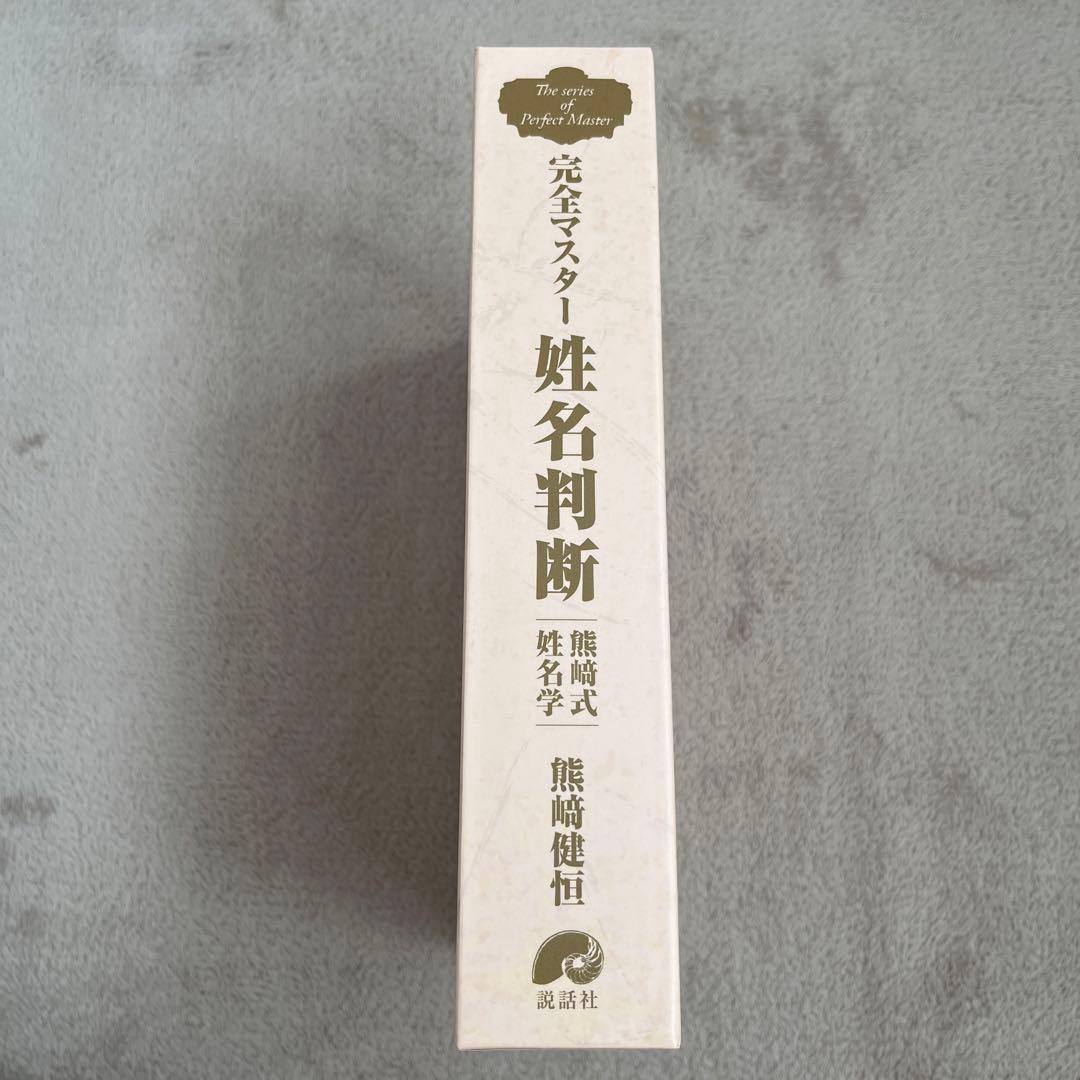 The series
of
Perfect Master
完全マスター
姓名判断
熊﨑式
姓名学
熊﨑健恒
説話社